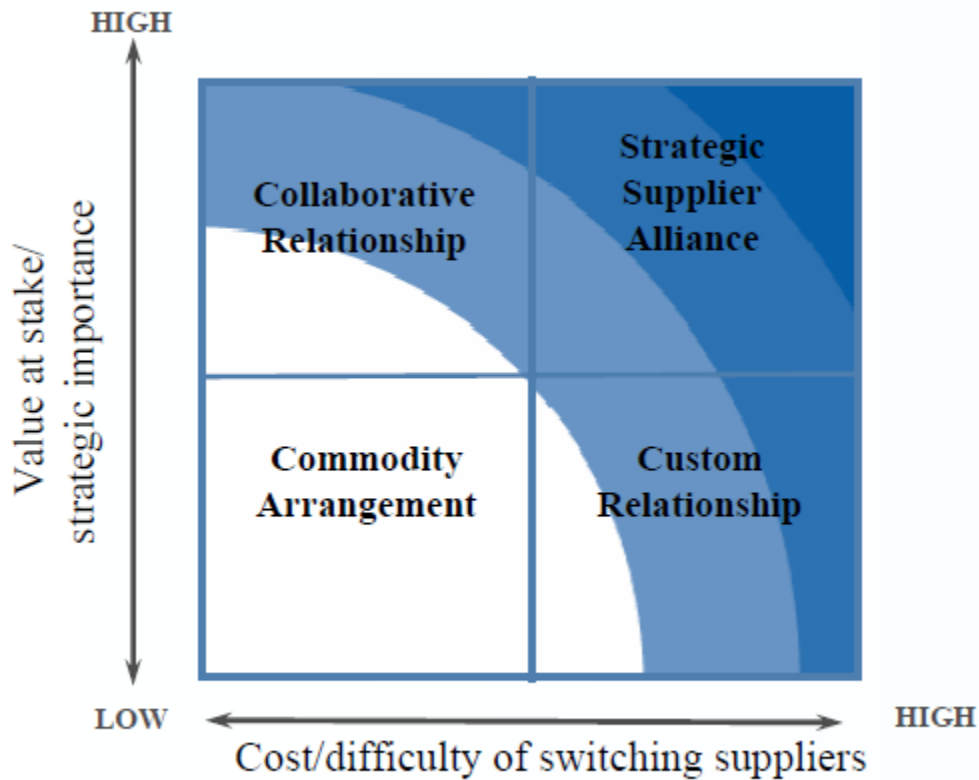 HIGH
Strategic
Supplier
Alliance
Collaborative
Relationship
Value at stake/
strategic importance
Commodity
Arrangement
Custom
Relationship
LOW
HIGH
Cost/difficulty of switching suppliers